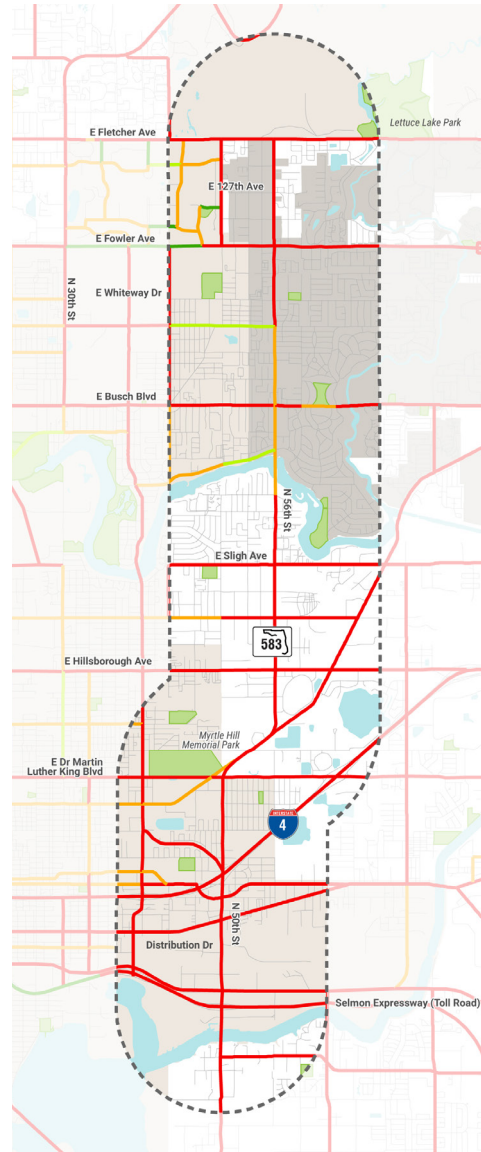 Lettuce Lake Park
E Fletcher Ave
E 127th Ave
E Fowler Ave
E Whiteway Dr
N 30th St
E Busch Blvd
N 56th St
E Sligh Ave
583
E Hillsborough Ave
Myrtle Hill
Memorial Park
E Dr Martin
Luther King Blvd
INTERSTATE
4
N 50th St
Distribution Dr
Selmon Expressway (Toll Road)